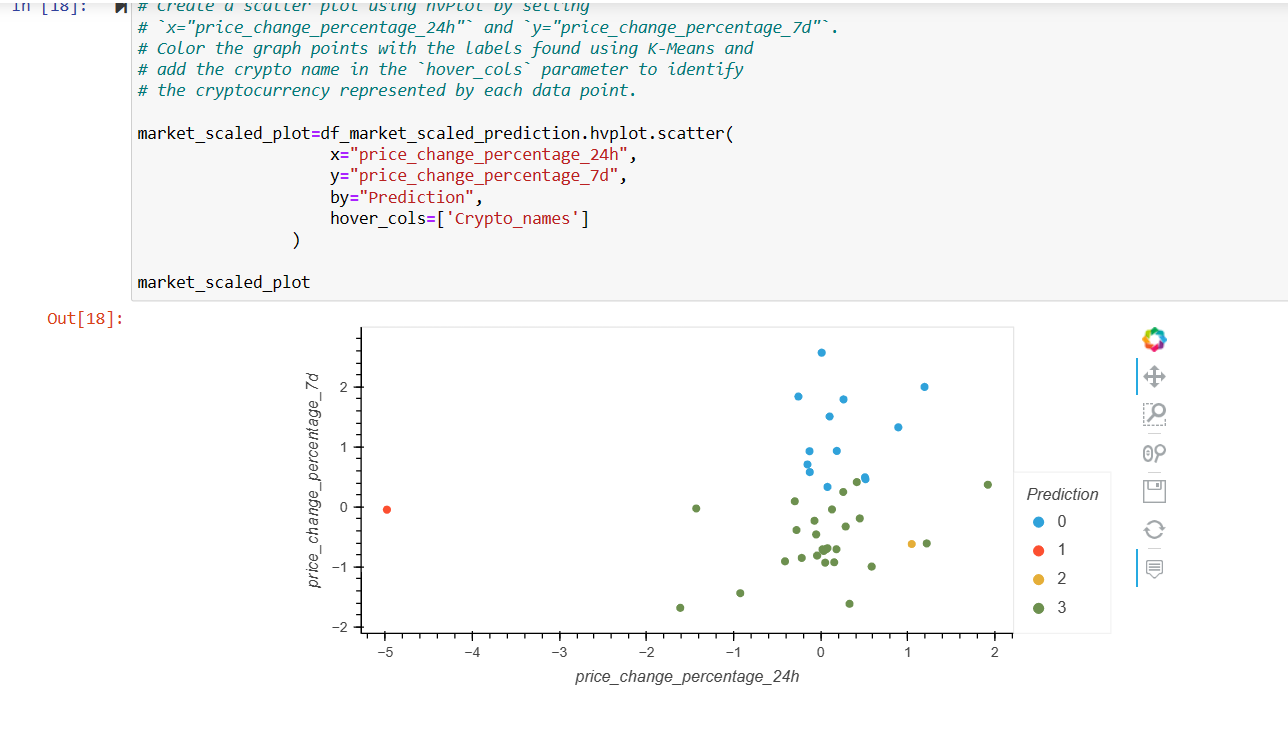 In [18]:
# Create a scatter plot using hvPlot by setting
# `x="price_change_percentage_24h"` and `y="price_change_percentage_7d"`.
# Color the graph points with the labels found using K-Means and
# add the crypto name in the `hover_cols` parameter to identify
# the cryptocurrency represented by each data point.
market_scaled_plot=df_market_scaled_prediction.hvplot.scatter(
x="price_change_percentage_24h",
y="price_change_percentage_7d",
by="Prediction",
hover_cols=['Crypto_names']
)
market_scaled_plot
Out[18]:
price_change_percentage_7d
2
1
0
−1
−2
−5 −4 −3 −2 −1 0 1 2
price_change_percentage_24h
Prediction
0
1
2
3